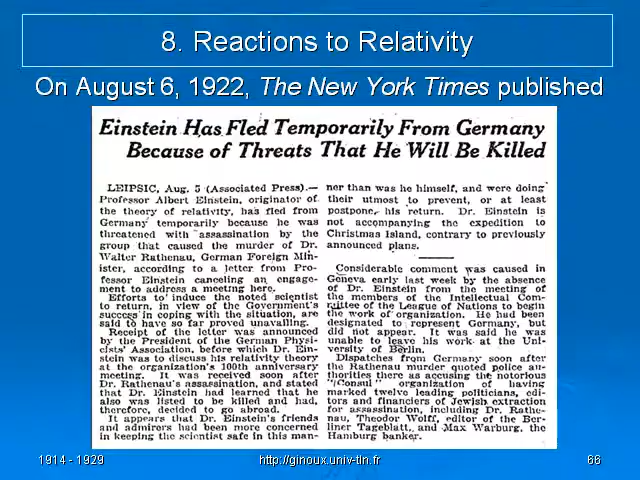 8. Reactions to Relativity
On August 6, 1922, The New York Times published
Einstein Has Fled Temporarily From Germany
Because of Threats That He Will Be Killed
LEIPSIC, Aug. 5 (Associated Press).—
Professor Albert Einstein, originator of
the theory of relativity, has fled from
Germany temporarily because he was
threatened with assassination by the
group that caused the murder of Dr.
Walter Rathenau, German Foreign Min-
ister, according to a letter from Pro-
fessor Einstein canceling an engage-
ment to address a meeting here.
Efforts to induce the noted scientist
to return, in view of the Government's
success in coping with the situation, are
said to have so far proved unavailing.
Receipt of the letter was announced
by the President of the German Physi-
cists' Association, before which Dr. Ein-
stein was to discuss his relativity theory
at the organization's 100th anniversary
meeting. It was received soon after
Dr. Rathenau's assassination, and stated
that Dr. Einstein had learned that he
also was listed to be killed and had,
therefore, decided to go abroad.
It appears that Dr. Einstein's friends
and admirers had been more concerned
in keeping the scientist safe in this man-
ner than was he himself, and were doing
their utmost to prevent, or at least
postpone, his return. Dr. Einstein is
not accompanying the expedition to
Christmas Island, contrary to previously
announced plans.
Considerable comment was caused in
Geneva early last week by the absence
of Dr. Einstein from the meeting of
the members of the Intellectual Com-
mittee of the League of Nations to begin
the work of organization. He had been
designated to represent Germany, but
did not appear. It was said he was
unable to leave his work at the Uni-
versity of Berlin.
Dispatches from Germany soon after
the Rathenau murder quoted police au-
thorities there as accusing the notorious
"Consul" organization of having
marked twelve leading politicians, edi-
tors and financiers of Jewish extraction
for assassination, including Dr. Rathe-
nau, Theodor Wolff, editor of the Ber-
liner Tageblatt, and Max Warburg, the
Hamburg banker.
1914 - 1929
http://ginoux.univ-tln.fr
66